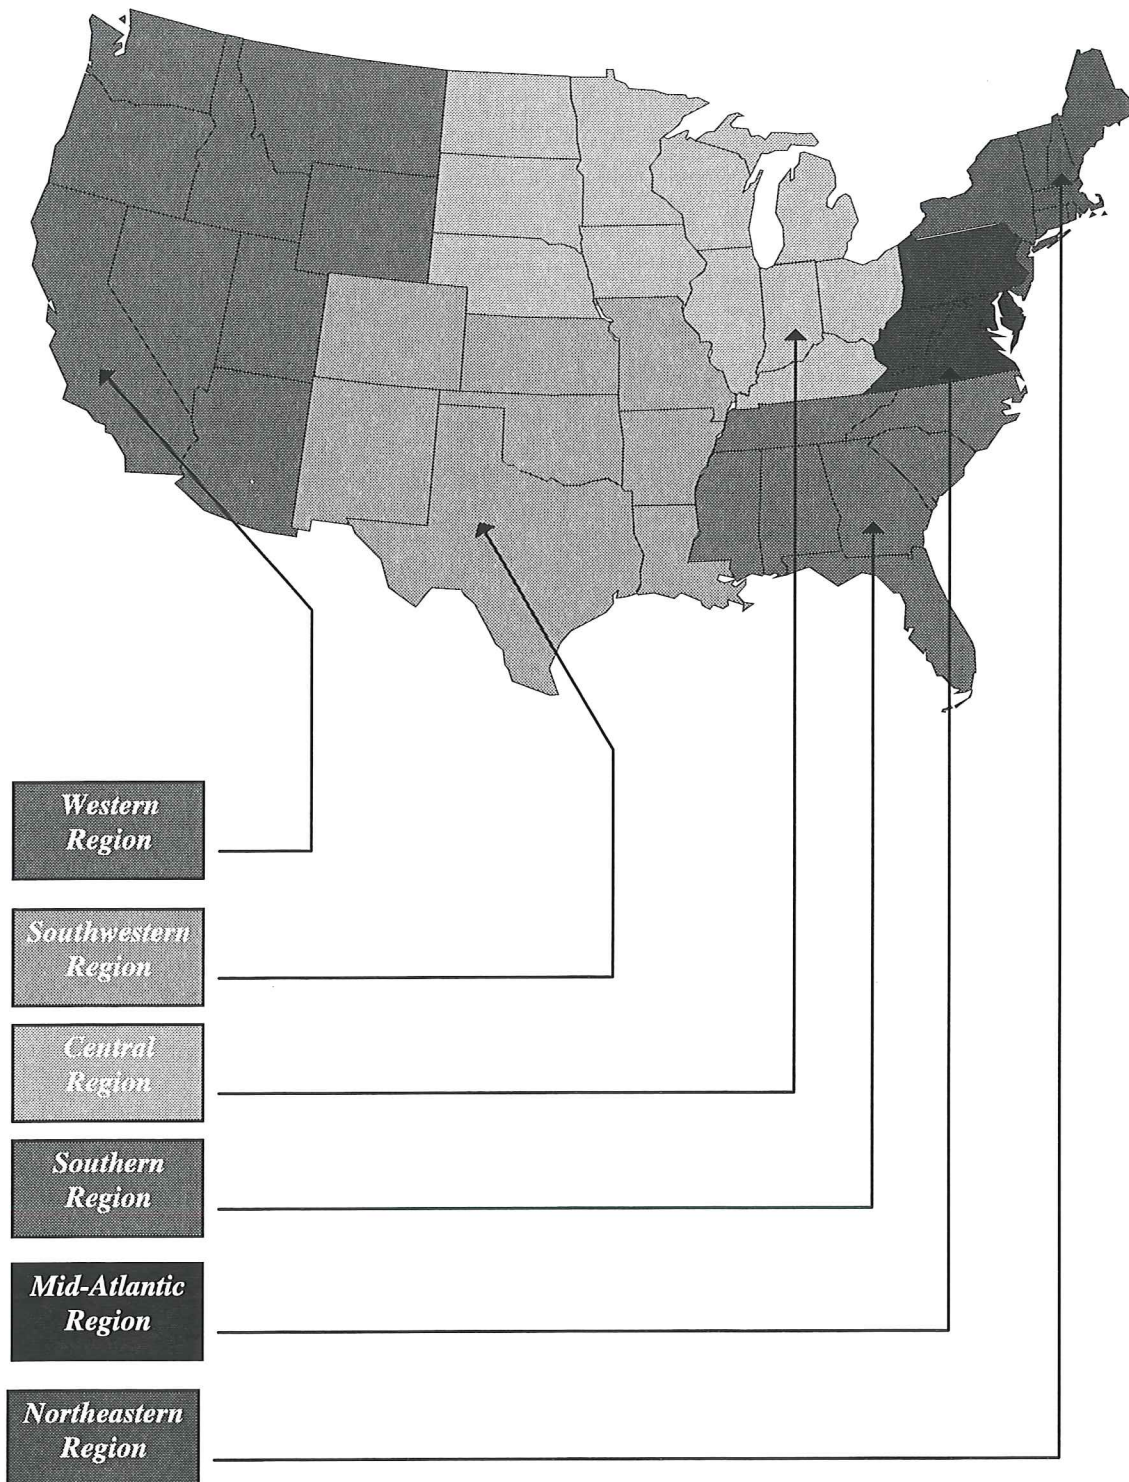 Western
Region
Southwestern
Region
Central
Region
Southern
Region
Mid-Atlantic
Region
Northeastern
Region